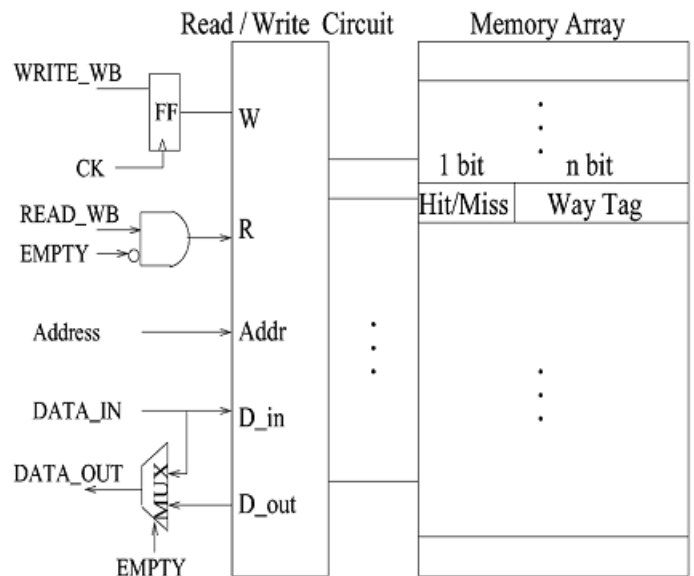 Read / Write Circuit
Memory Array
WRITE_WB
FF
W
CK
1 bit
n bit
READ_WB
R
Hit/Miss
Way Tag
EMPTY
Address
Addr
DATA_IN
D_in
DATA_OUT
MUX
D_out
EMPTY